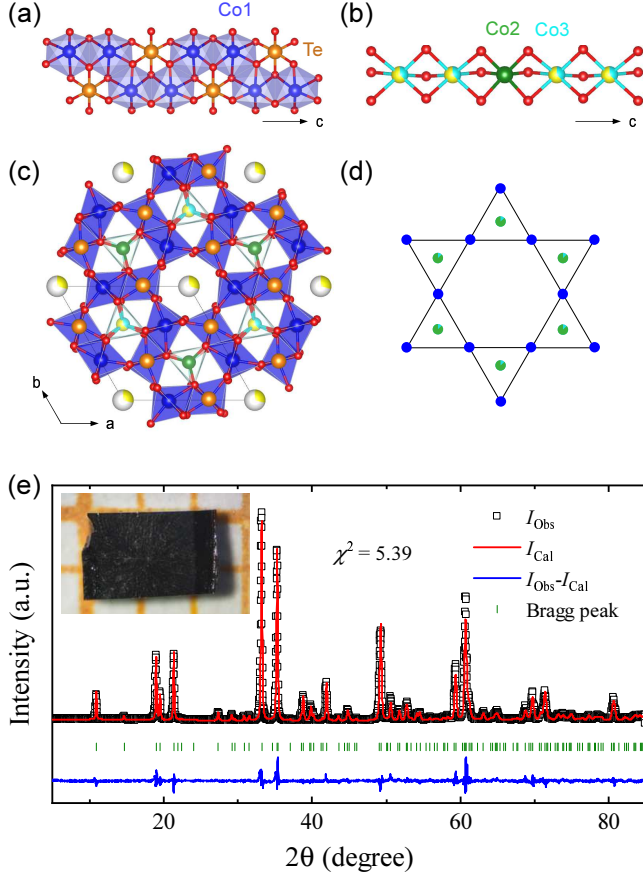 (a) Co1 Te c
(b) Co2 Co3 c
(c) b a
(d)
(e)
χ² = 5.39
I_Obs
I_Cal
I_Obs-I_Cal
Bragg peak
Intensity (a.u.)
20 40 60 80
2θ (degree)